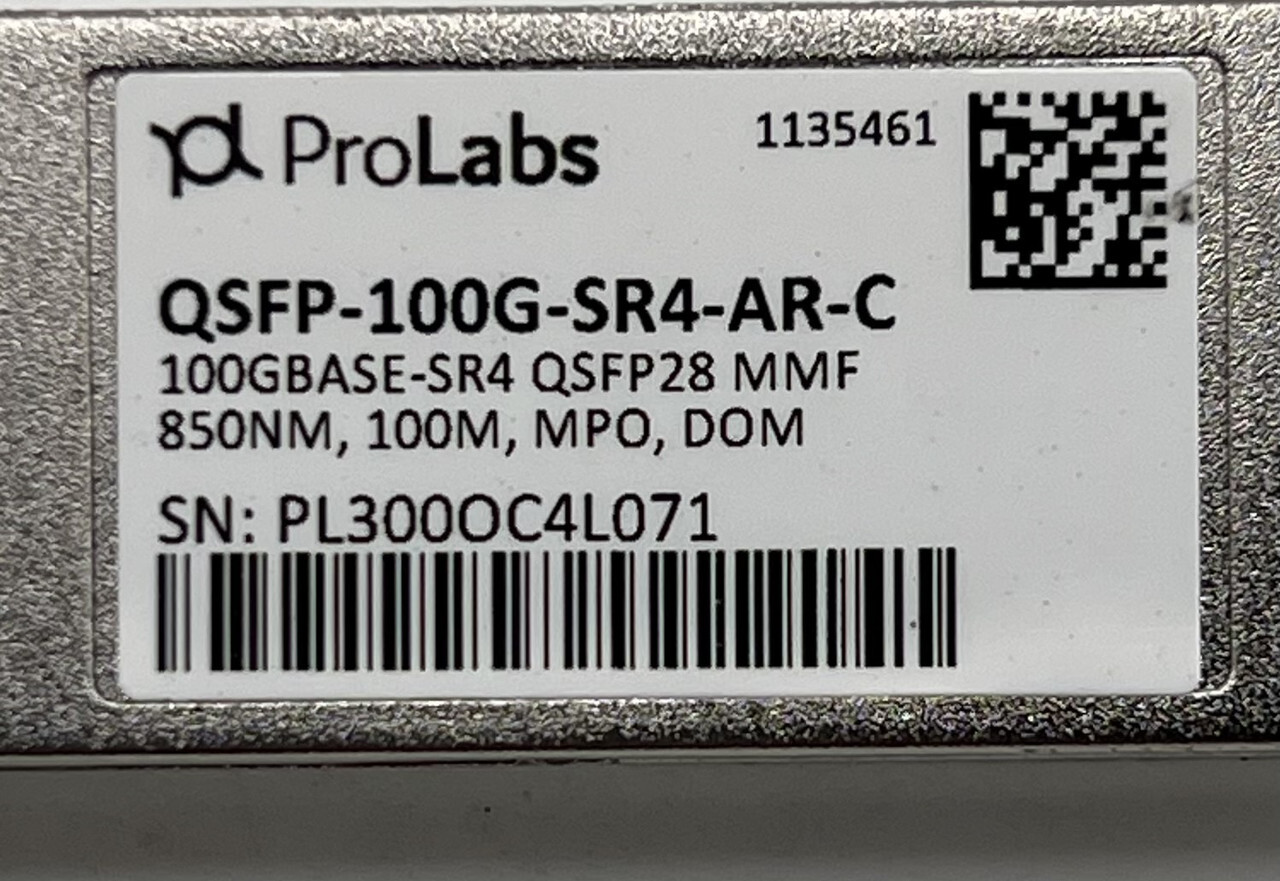 ProLabs
1135461
QSFP-100G-SR4-AR-C
100GBASE-SR4 QSFP28 MMF
850NM, 100M, MPO, DOM
SN: PL300OC4L071